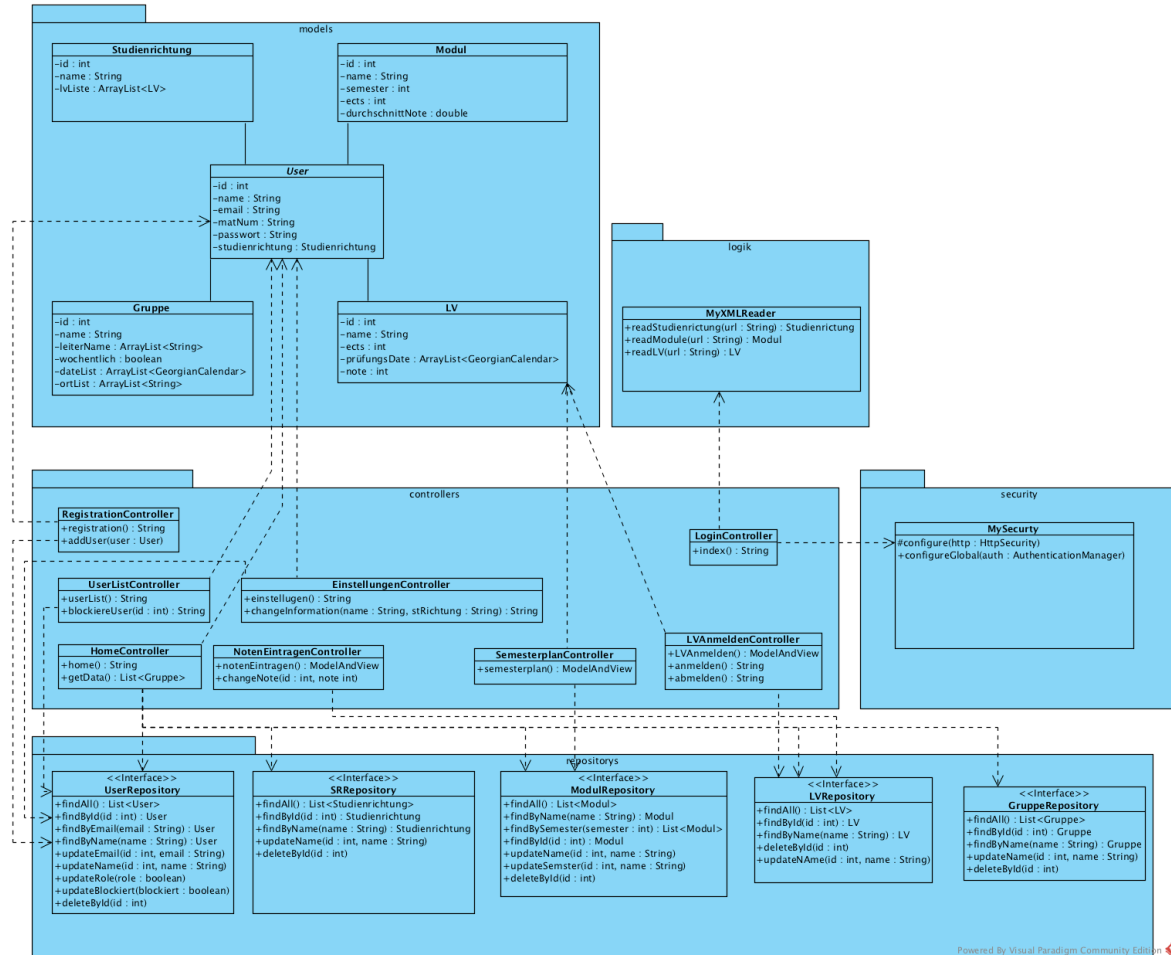 models
Studienrichtung
-id : int
-name : String
-lvListe : ArrayList<LV>
Modul
-id : int
-name : String
-semester : int
-ects : int
-durchschnittNote : double
User
-id : int
-name : String
-email : String
-matNum : String
-passwort : String
-studienrichtung : Studienrichtung
Gruppe
-id : int
-name : String
-leiterName : ArrayList<String>
-wochentlich : boolean
-dateList : ArrayList<GeorgianCalendar>
-ortList : ArrayList<String>
LV
-id : int
-name : String
-ects : int
-prüfungsDate : ArrayList<GeorgianCalendar>
-note : int
logik
MyXMLReader
+readStudienrictung(url : String) : Studienrictung
+readModule(url : String) : Modul
+readLV(url : String) : LV
controllers
RegistrationController
+registration() : String
+addUser(user : User)
UserListController
+userList() : String
+blockiereUser(id : int) : String
EinstellungenController
+einstellugen() : String
+changeInformation(name : String, stRichtung : String) : String
HomeController
+home() : String
+getData() : List<Gruppe>
NotenEintragenController
+notenEintragen() : ModelAndView
+changeNote(id : int, note int)
SemesterplanController
+semesterplan() : ModelAndView
LVAnmeldenController
+LVAnmelden() : ModelAndView
+anmelden() : String
+abmelden() : String
LoginController
+index() : String
security
MySecurty
#configure(http : HttpSecurity)
+configureGlobal(auth : AuthenticationManager)
repositorys
<<Interface>>
UserRepository
+findAll() : List<User>
+findById(id : int) : User
+findByEmail(email : String) : User
+findByName(name : String) : User
+updateEmail(id : int, email : String)
+updateName(id : int, name : String)
+updateRole(role : boolean)
+updateBlockiert(blockiert : boolean)
+deleteById(id : int)
<<Interface>>
SRRepository
+findAll() : List<Studienrichtung>
+findById(id : int) : Studienrichtung
+findByName(name : String) : Studienrichtung
+updateName(id : int, name : String)
+deleteById(id : int)
<<Interface>>
ModulRepository
+findAll() : List<Modul>
+findByName(name : String) : Modul
+findBySemester(semester : int) : List<Modul>
+findById(id : int) : Modul
+updateName(id : int, name : String)
+updateSemster(id : int, name : String)
+deleteById(id : int)
<<Interface>>
LVRepository
+findAll() : List<LV>
+findById(id : int) : LV
+findByName(name : String) : LV
+deleteById(id : int)
+updateNAme(id : int, name : String)
<<Interface>>
GruppeRepository
+findAll() : List<Gruppe>
+findById(id : int) : Gruppe
+findByName(name : String) : Gruppe
+updateName(id : int, name : String)
+deleteById(id : int)
Powered By Visual Paradigm Community Edition